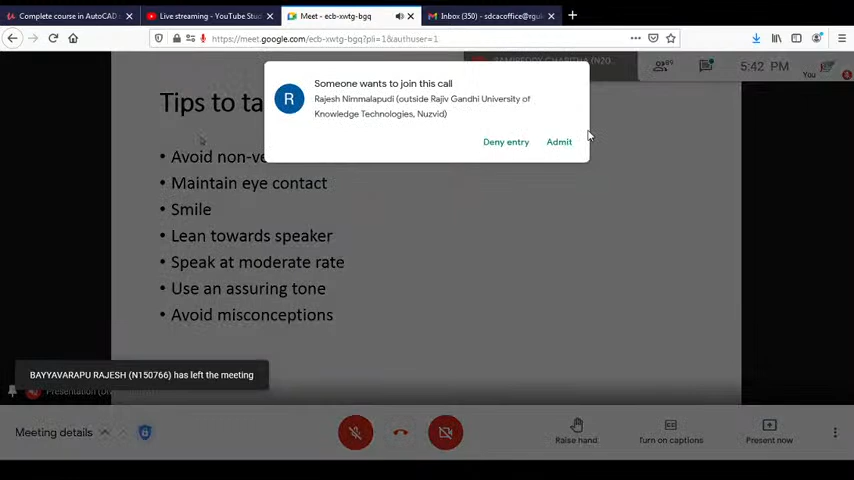 Complete course in AutoCAD
Live streaming - YouTube Stud
Meet - ecb-xwtg-bgq
Inbox (350) - sdcacoffice@rgu
https://meet.google.com/ecb-xwtg-bgq?pli=1&authuser=1
89
5:42 PM
You
Someone wants to join this call
R
Rajesh Nimmalapudi (outside Rajiv Gandhi University of
Knowledge Technologies, Nuzvid)
Deny entry
Admit
Tips to ta
• Avoid non-ve
• Maintain eye contact
• Smile
• Lean towards speaker
• Speak at moderate rate
• Use an assuring tone
• Avoid misconceptions
BAYYAVARAPU RAJESH (N150766) has left the meeting
Meeting details
Raise hand
Turn on captions
Present now